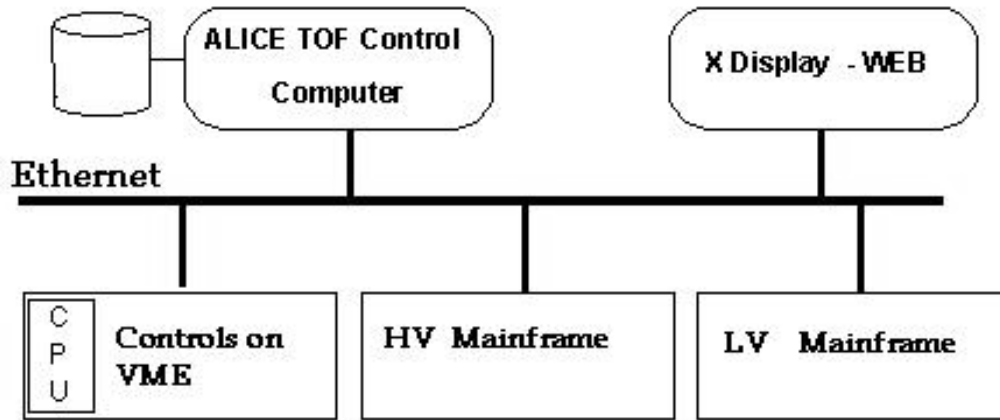 ALICE TOF Control
Computer
X Display - WEB
Ethernet
C
P
U
Controls on
VME
HV Mainframe
LV Mainframe